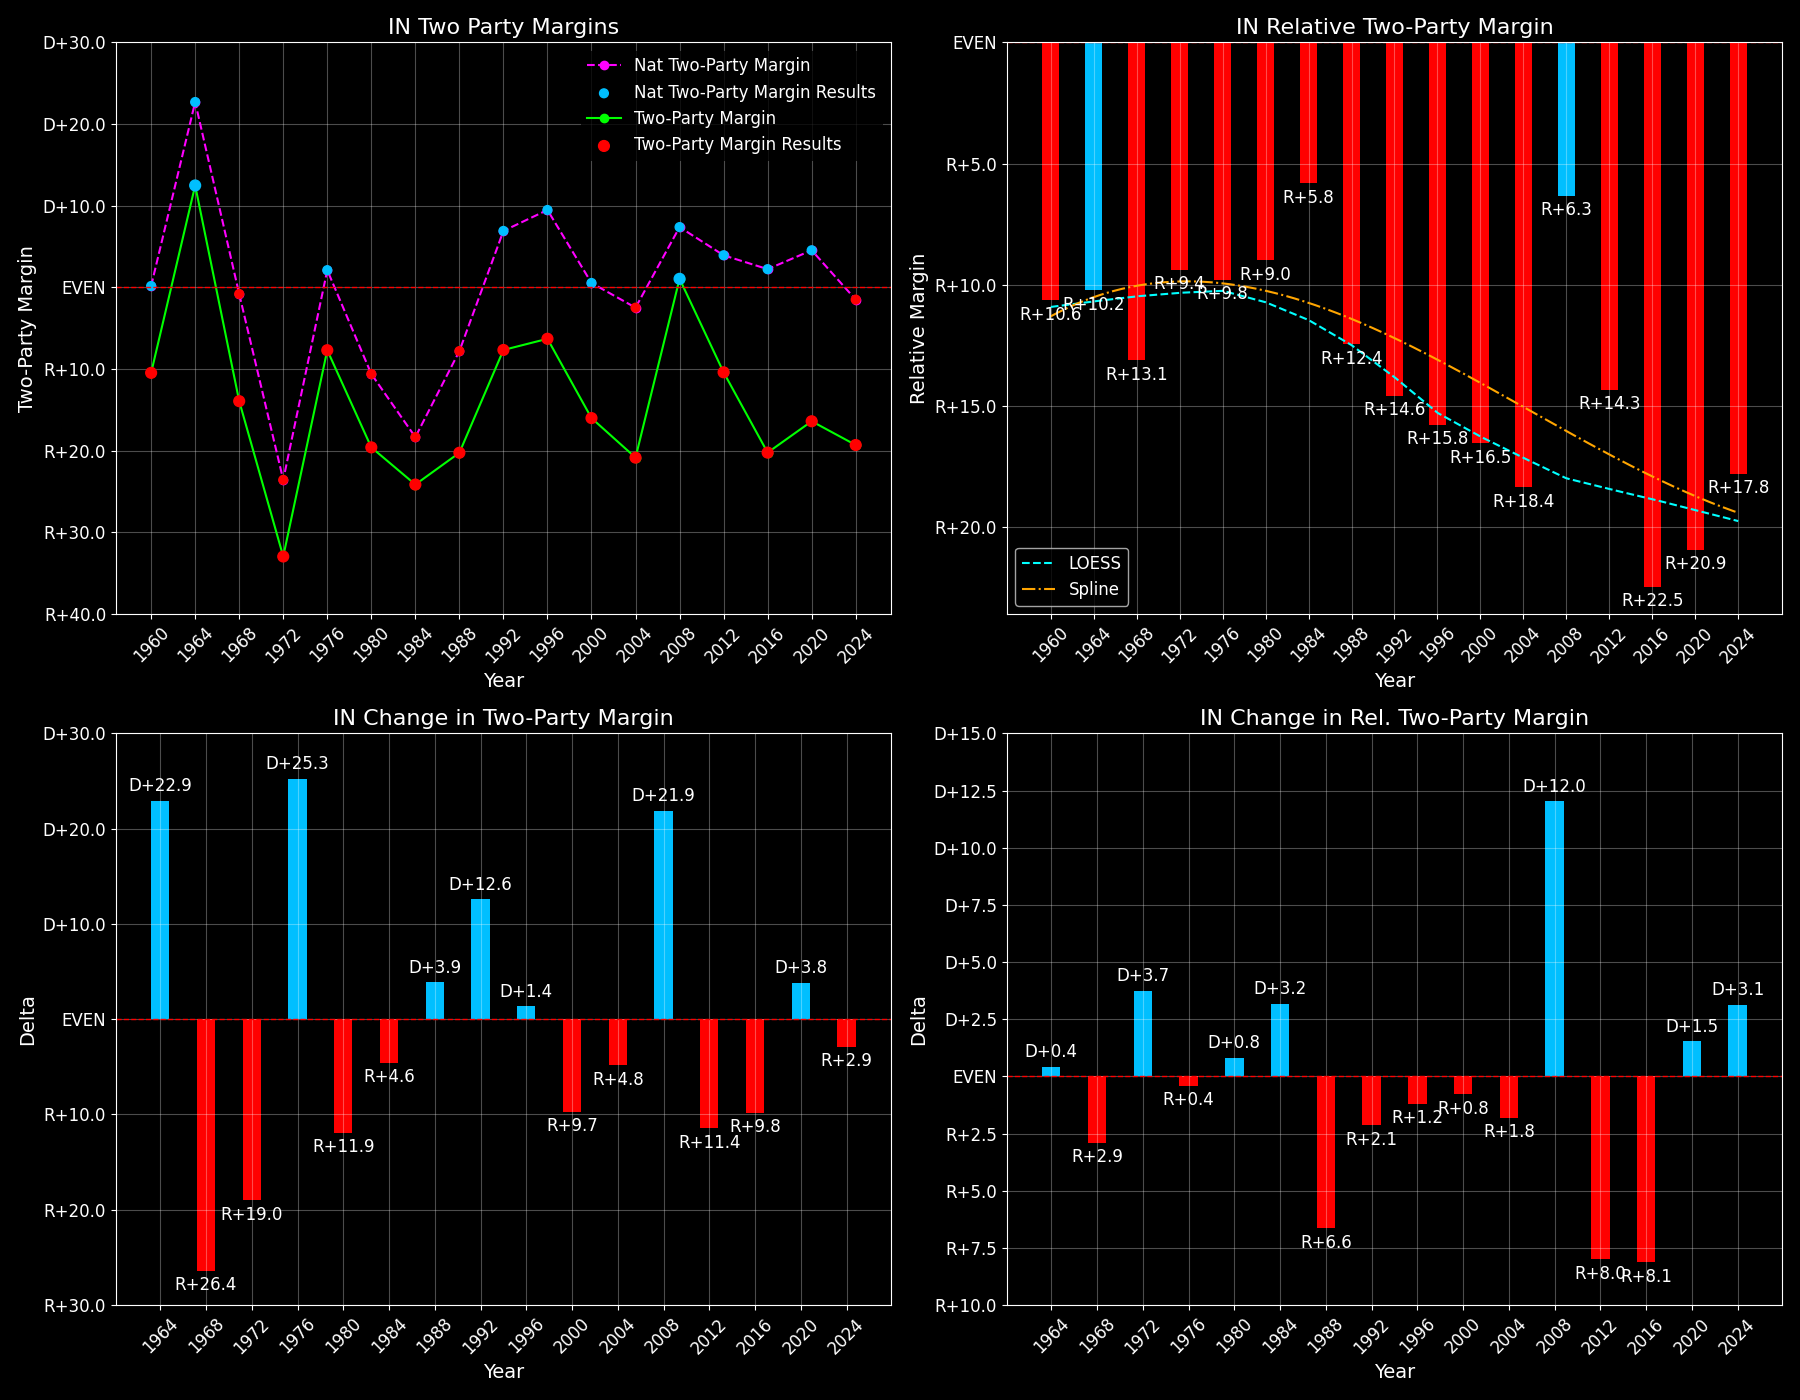 IN Two Party Margins
D+30.0
D+20.0
D+10.0
EVEN
R+10.0
R+20.0
R+30.0
R+40.0
Two-Party Margin
Nat Two-Party Margin
Nat Two-Party Margin Results
Two-Party Margin
Two-Party Margin Results
1960 1964 1968 1972 1976 1980 1984 1988 1992 1996 2000 2004 2008 2012 2016 2020 2024
Year
IN Relative Two-Party Margin
EVEN
R+5.0
R+10.0
R+15.0
R+20.0
Relative Margin
R+10.6
R+10.2
R+13.1
R+9.4
R+9.8
R+9.0
R+5.8
R+12.4
R+14.6
R+15.8
R+16.5
R+18.4
R+6.3
R+14.3
R+22.5
R+20.9
R+17.8
LOESS
Spline
1960 1964 1968 1972 1976 1980 1984 1988 1992 1996 2000 2004 2008 2012 2016 2020 2024
Year
IN Change in Two-Party Margin
D+30.0
D+20.0
D+10.0
EVEN
R+10.0
R+20.0
R+30.0
Delta
D+22.9
R+26.4
R+19.0
D+25.3
R+11.9
R+4.6
D+3.9
D+12.6
D+1.4
R+9.7
R+4.8
D+21.9
R+11.4
R+9.8
D+3.8
R+2.9
1964 1968 1972 1976 1980 1984 1988 1992 1996 2000 2004 2008 2012 2016 2020 2024
Year
IN Change in Rel. Two-Party Margin
D+15.0
D+12.5
D+10.0
D+7.5
D+5.0
D+2.5
EVEN
R+2.5
R+5.0
R+7.5
R+10.0
Delta
D+0.4
R+2.9
D+3.7
R+0.4
D+0.8
D+3.2
R+6.6
R+2.1
R+1.2
R+0.8
R+1.8
D+12.0
R+8.0
R+8.1
D+1.5
D+3.1
1964 1968 1972 1976 1980 1984 1988 1992 1996 2000 2004 2008 2012 2016 2020 2024
Year